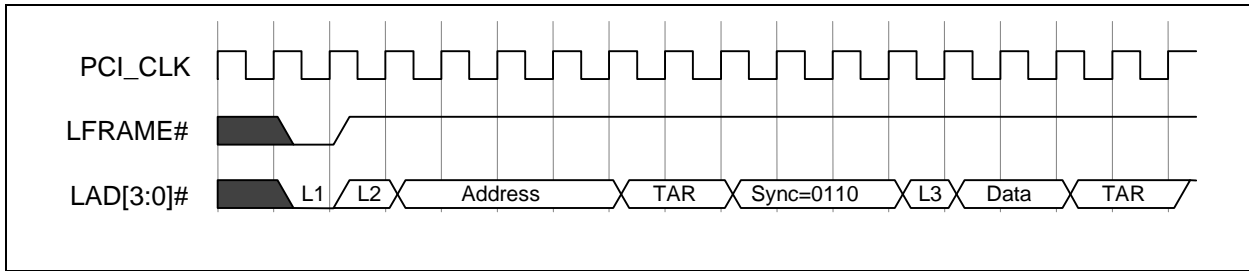 PCI_CLK
LFRAME#
LAD[3:0]# L1 L2 Address TAR Sync=0110 L3 Data TAR